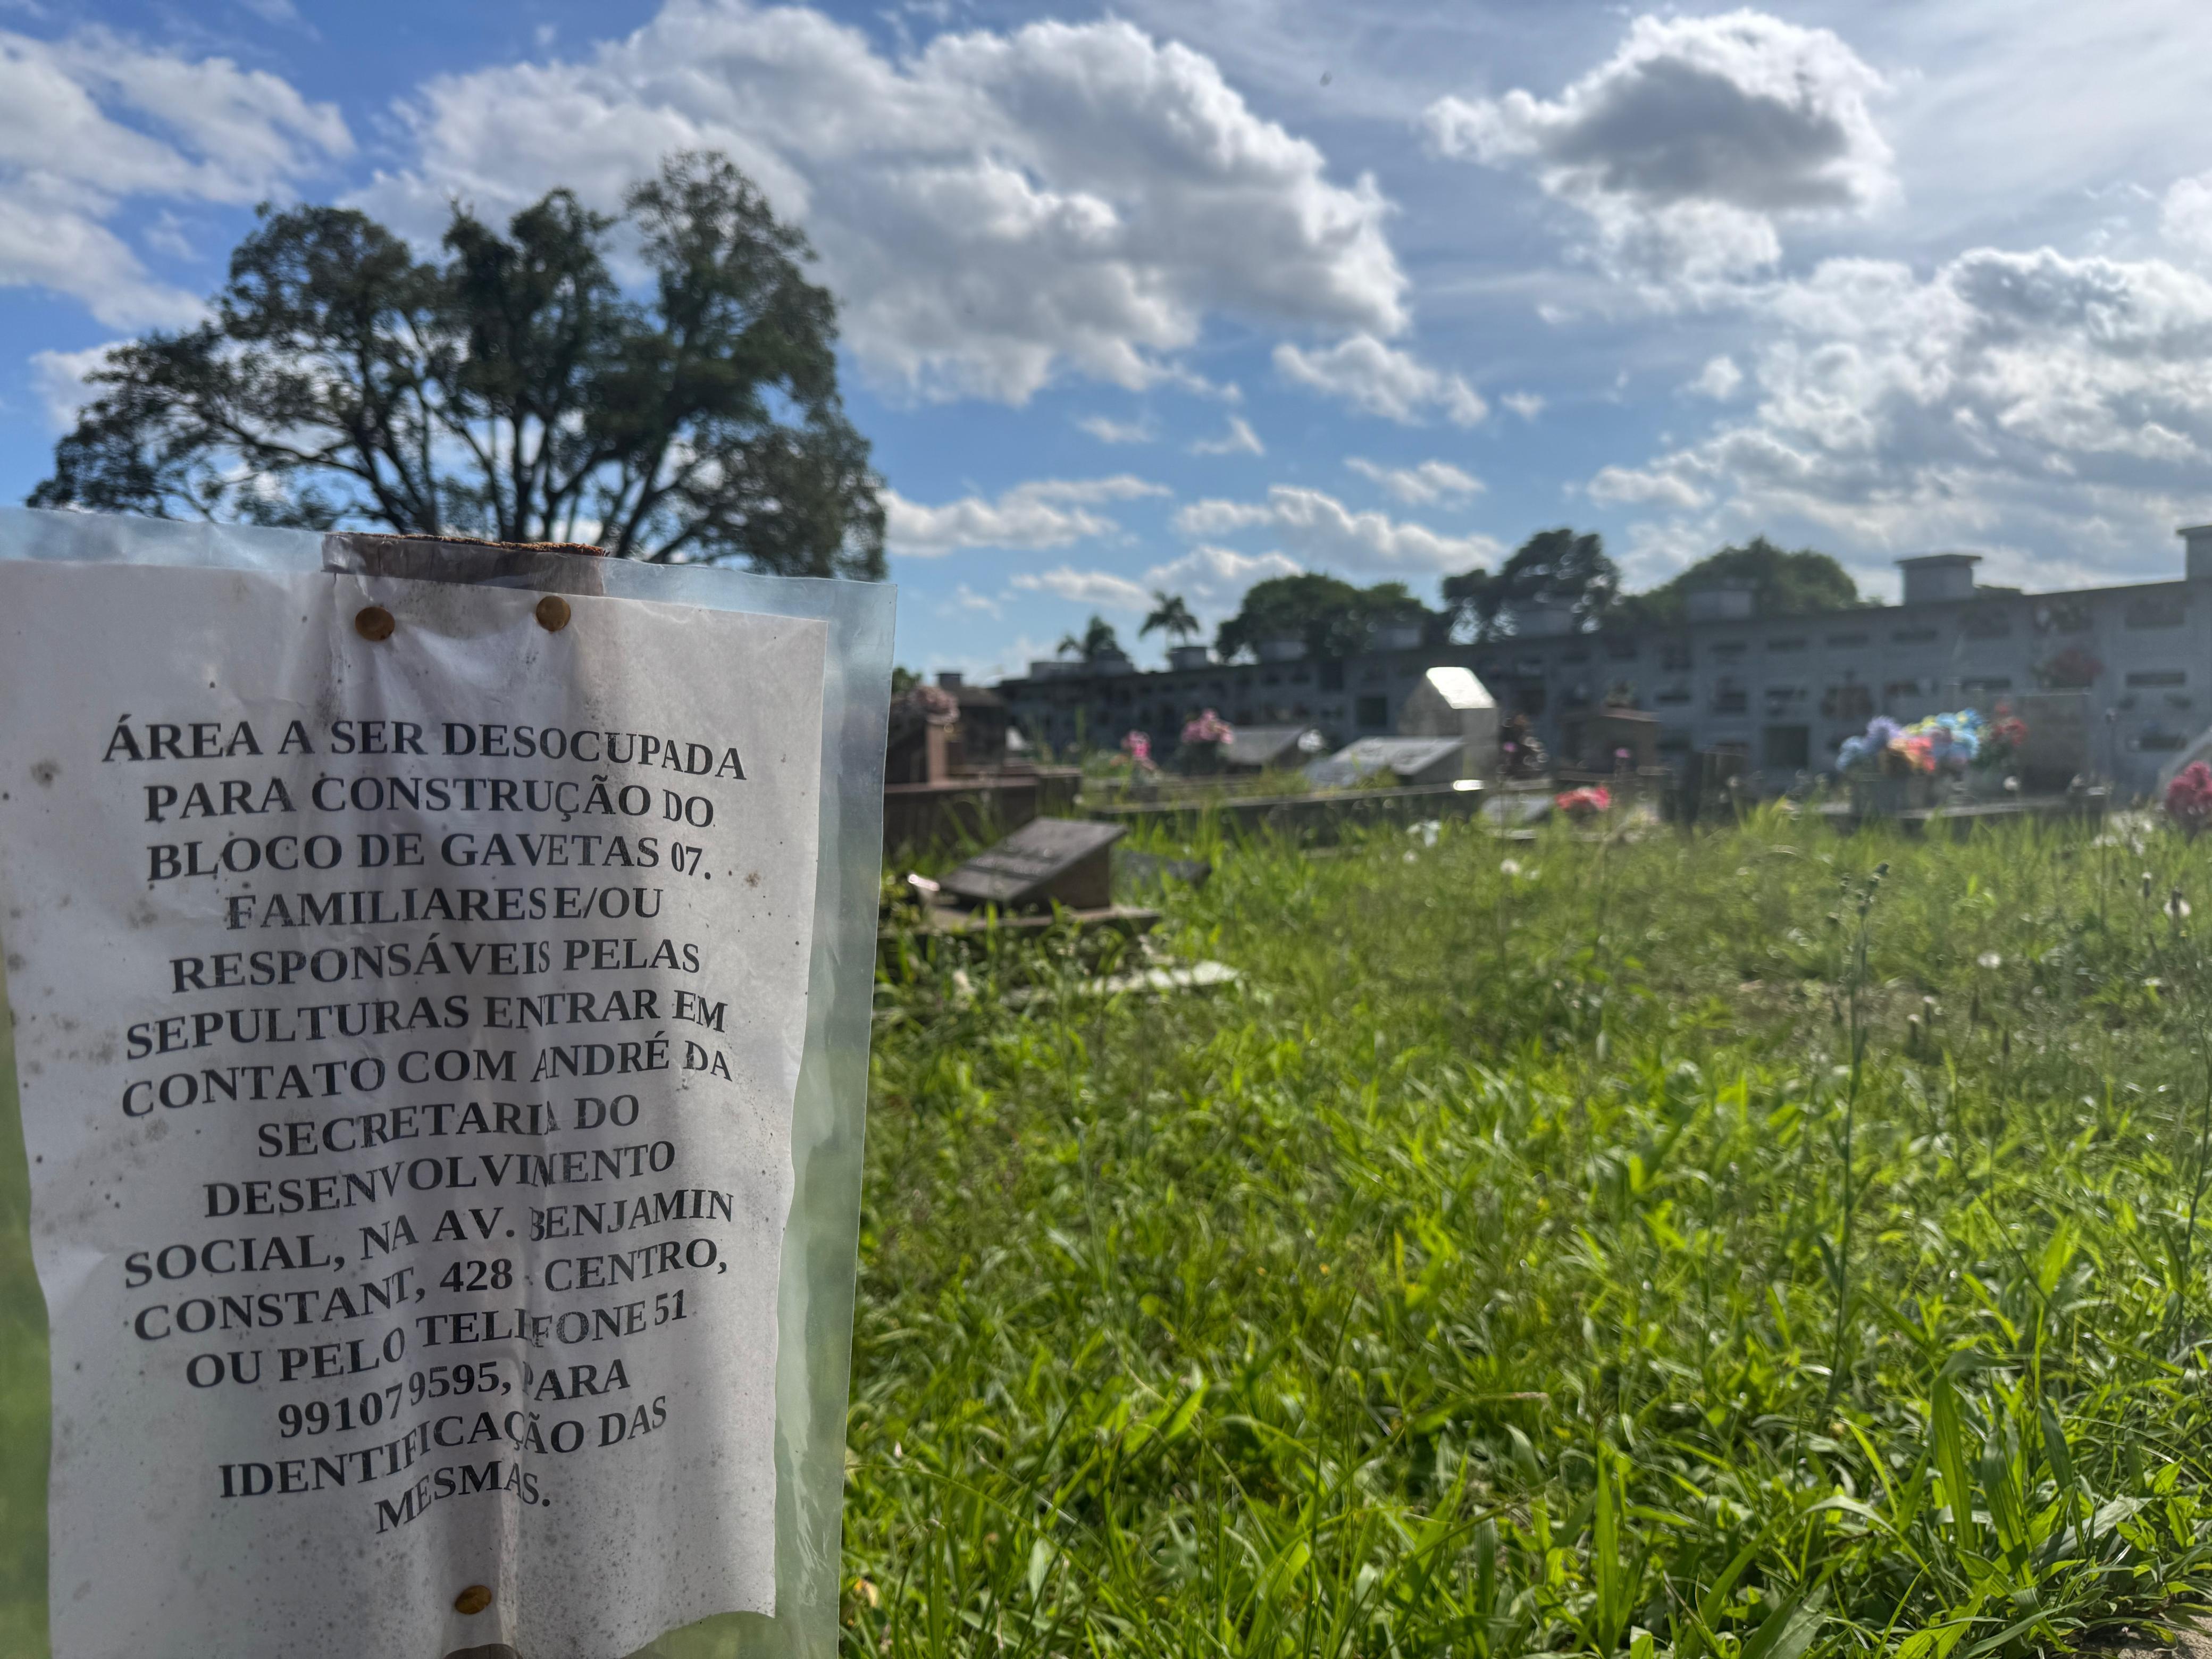 ÁREA A SER DESOCUPADA
PARA CONSTRUÇÃO DO
BLOCO DE GAVETAS 07.
FAMILIARES E/OU
RESPONSÁVEIS PELAS
SEPULTURAS ENTRAR EM
CONTATO COM ANDRÉ DA
SECRETARIA DO
DESENVOLVIMENTO
SOCIAL, NA AV. BENJAMIN
CONSTANT, 428 CENTRO,
OU PELO TELEFONE 51
991079595, PARA
IDENTIFICAÇÃO DAS
MESMAS.